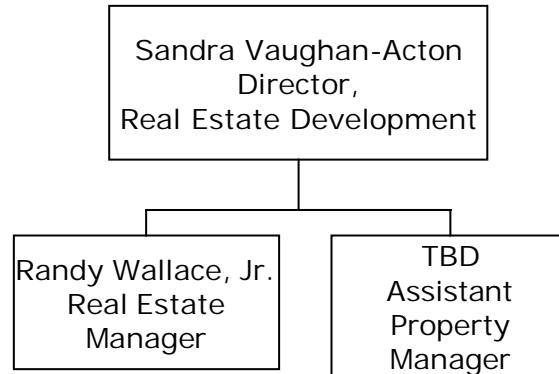 Sandra Vaughan-Acton
Director,
Real Estate Development
Randy Wallace, Jr.
Real Estate
Manager
TBD
Assistant
Property
Manager